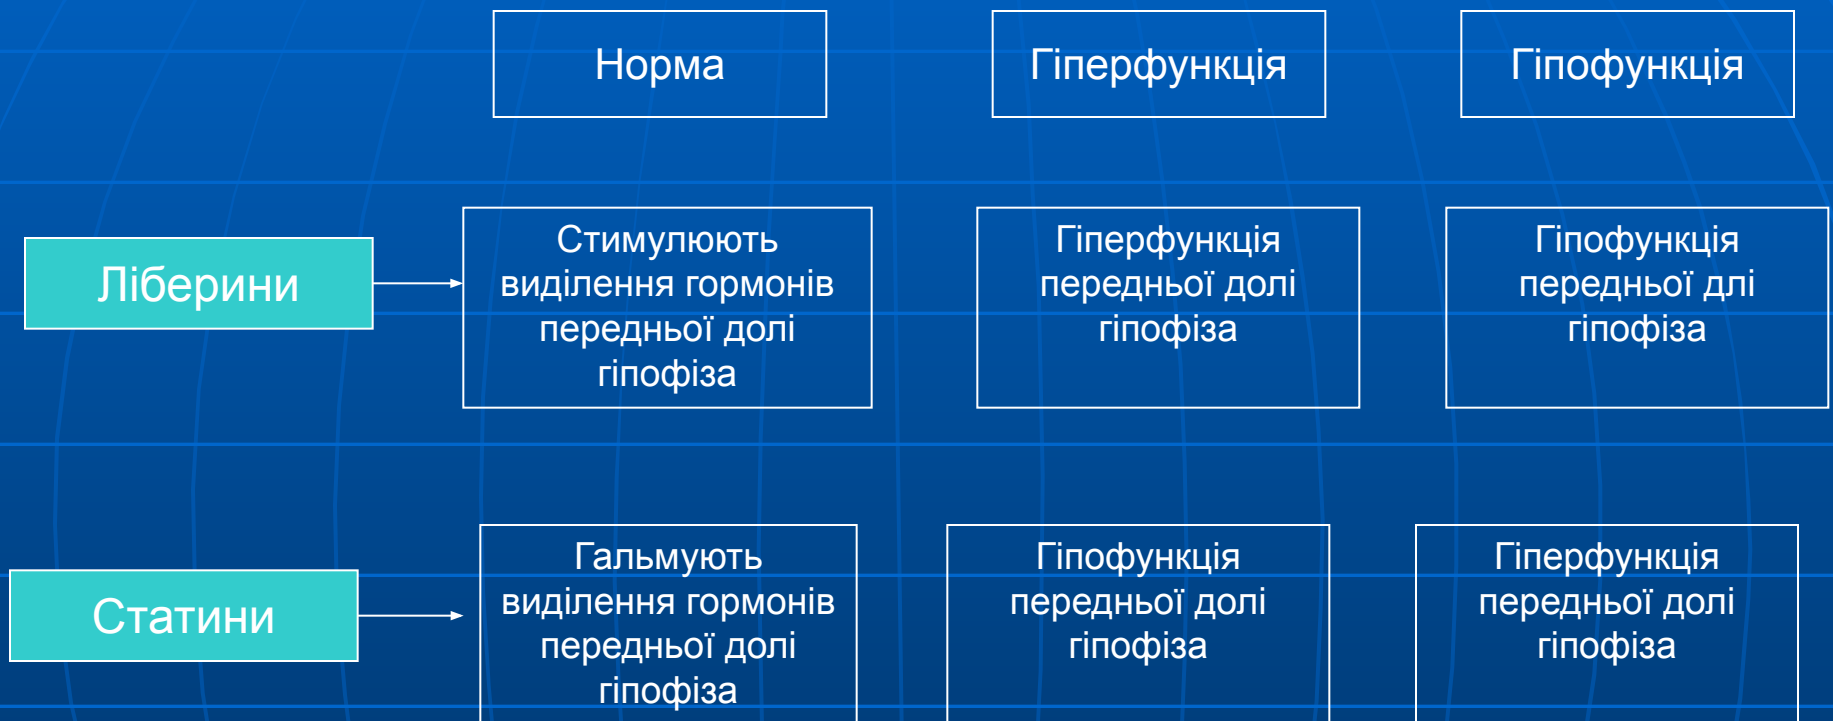 Норма
Гіперфункція
Гіпофункція
Ліберини
Стимулюють
виділення гормонів
передньої долі
гіпофіза
Гіперфункція
передньої долі
гіпофіза
Гіпофункція
передньої длі
гіпофіза
Статини
Гальмують
виділення гормонів
передньої долі
гіпофіза
Гіпофункція
передньої долі
гіпофіза
Гіперфункція
передньої долі
гіпофіза